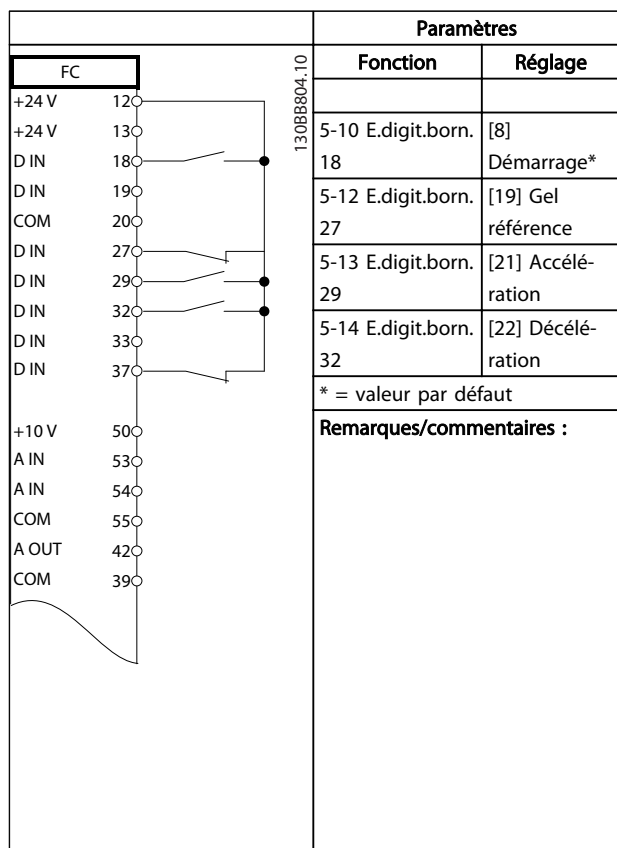 Paramètres
FC
Fonction Réglage
130BB804.10
+24 V 12
+24 V 13
D IN 18
D IN 19
COM 20
D IN 27
D IN 29
D IN 32
D IN 33
D IN 37
+10 V 50
A IN 53
A IN 54
COM 55
A OUT 42
COM 39
5-10 E.digit.born. [8]
18 Démarrage*
5-12 E.digit.born. [19] Gel
27 référence
5-13 E.digit.born. [21] Accélé-
29 ration
5-14 E.digit.born. [22] Décélé-
32 ration
* = valeur par défaut
Remarques/commentaires :